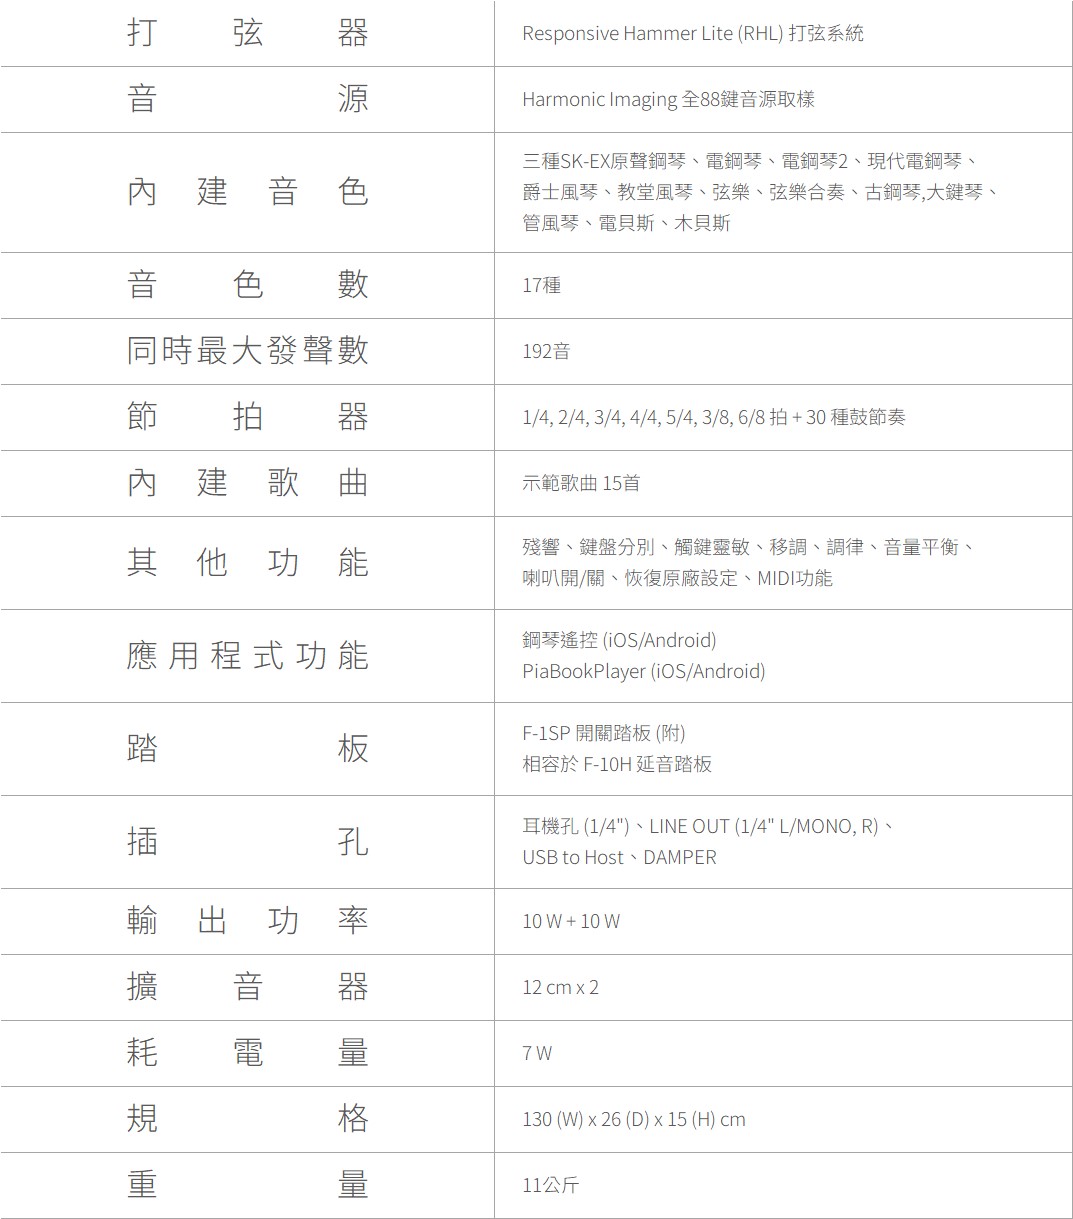 打弦器
Responsive Hammer Lite (RHL) 打弦系統
音源
Harmonic Imaging 全88鍵音源取樣
內建音色
三種SK-EX原聲鋼琴、電鋼琴、電鋼琴2、現代電鋼琴、
爵士風琴、教堂風琴、弦樂、弦樂合奏、古鋼琴,大鍵琴、
管風琴、電貝斯、木貝斯
音色數
17種
同時最大發聲數
192音
節拍器
1/4, 2/4, 3/4, 4/4, 5/4, 3/8, 6/8 拍 + 30 種鼓節奏
內建歌曲
示範歌曲 15首
其他功能
殘響、鍵盤分別、觸鍵靈敏、移調、調律、音量平衡、
喇叭開/關、恢復原廠設定、MIDI功能
應用程式功能
鋼琴遙控 (iOS/Android)
PiaBookPlayer (iOS/Android)
踏板
F-1SP 開關踏板 (附)
相容於 F-10H 延音踏板
插孔
耳機孔 (1/4")、LINE OUT (1/4" L/MONO, R)、
USB to Host、DAMPER
輸出功率
10 W + 10 W
擴音器
12 cm x 2
耗電量
7 W
規格
130 (W) x 26 (D) x 15 (H) cm
重量
11公斤